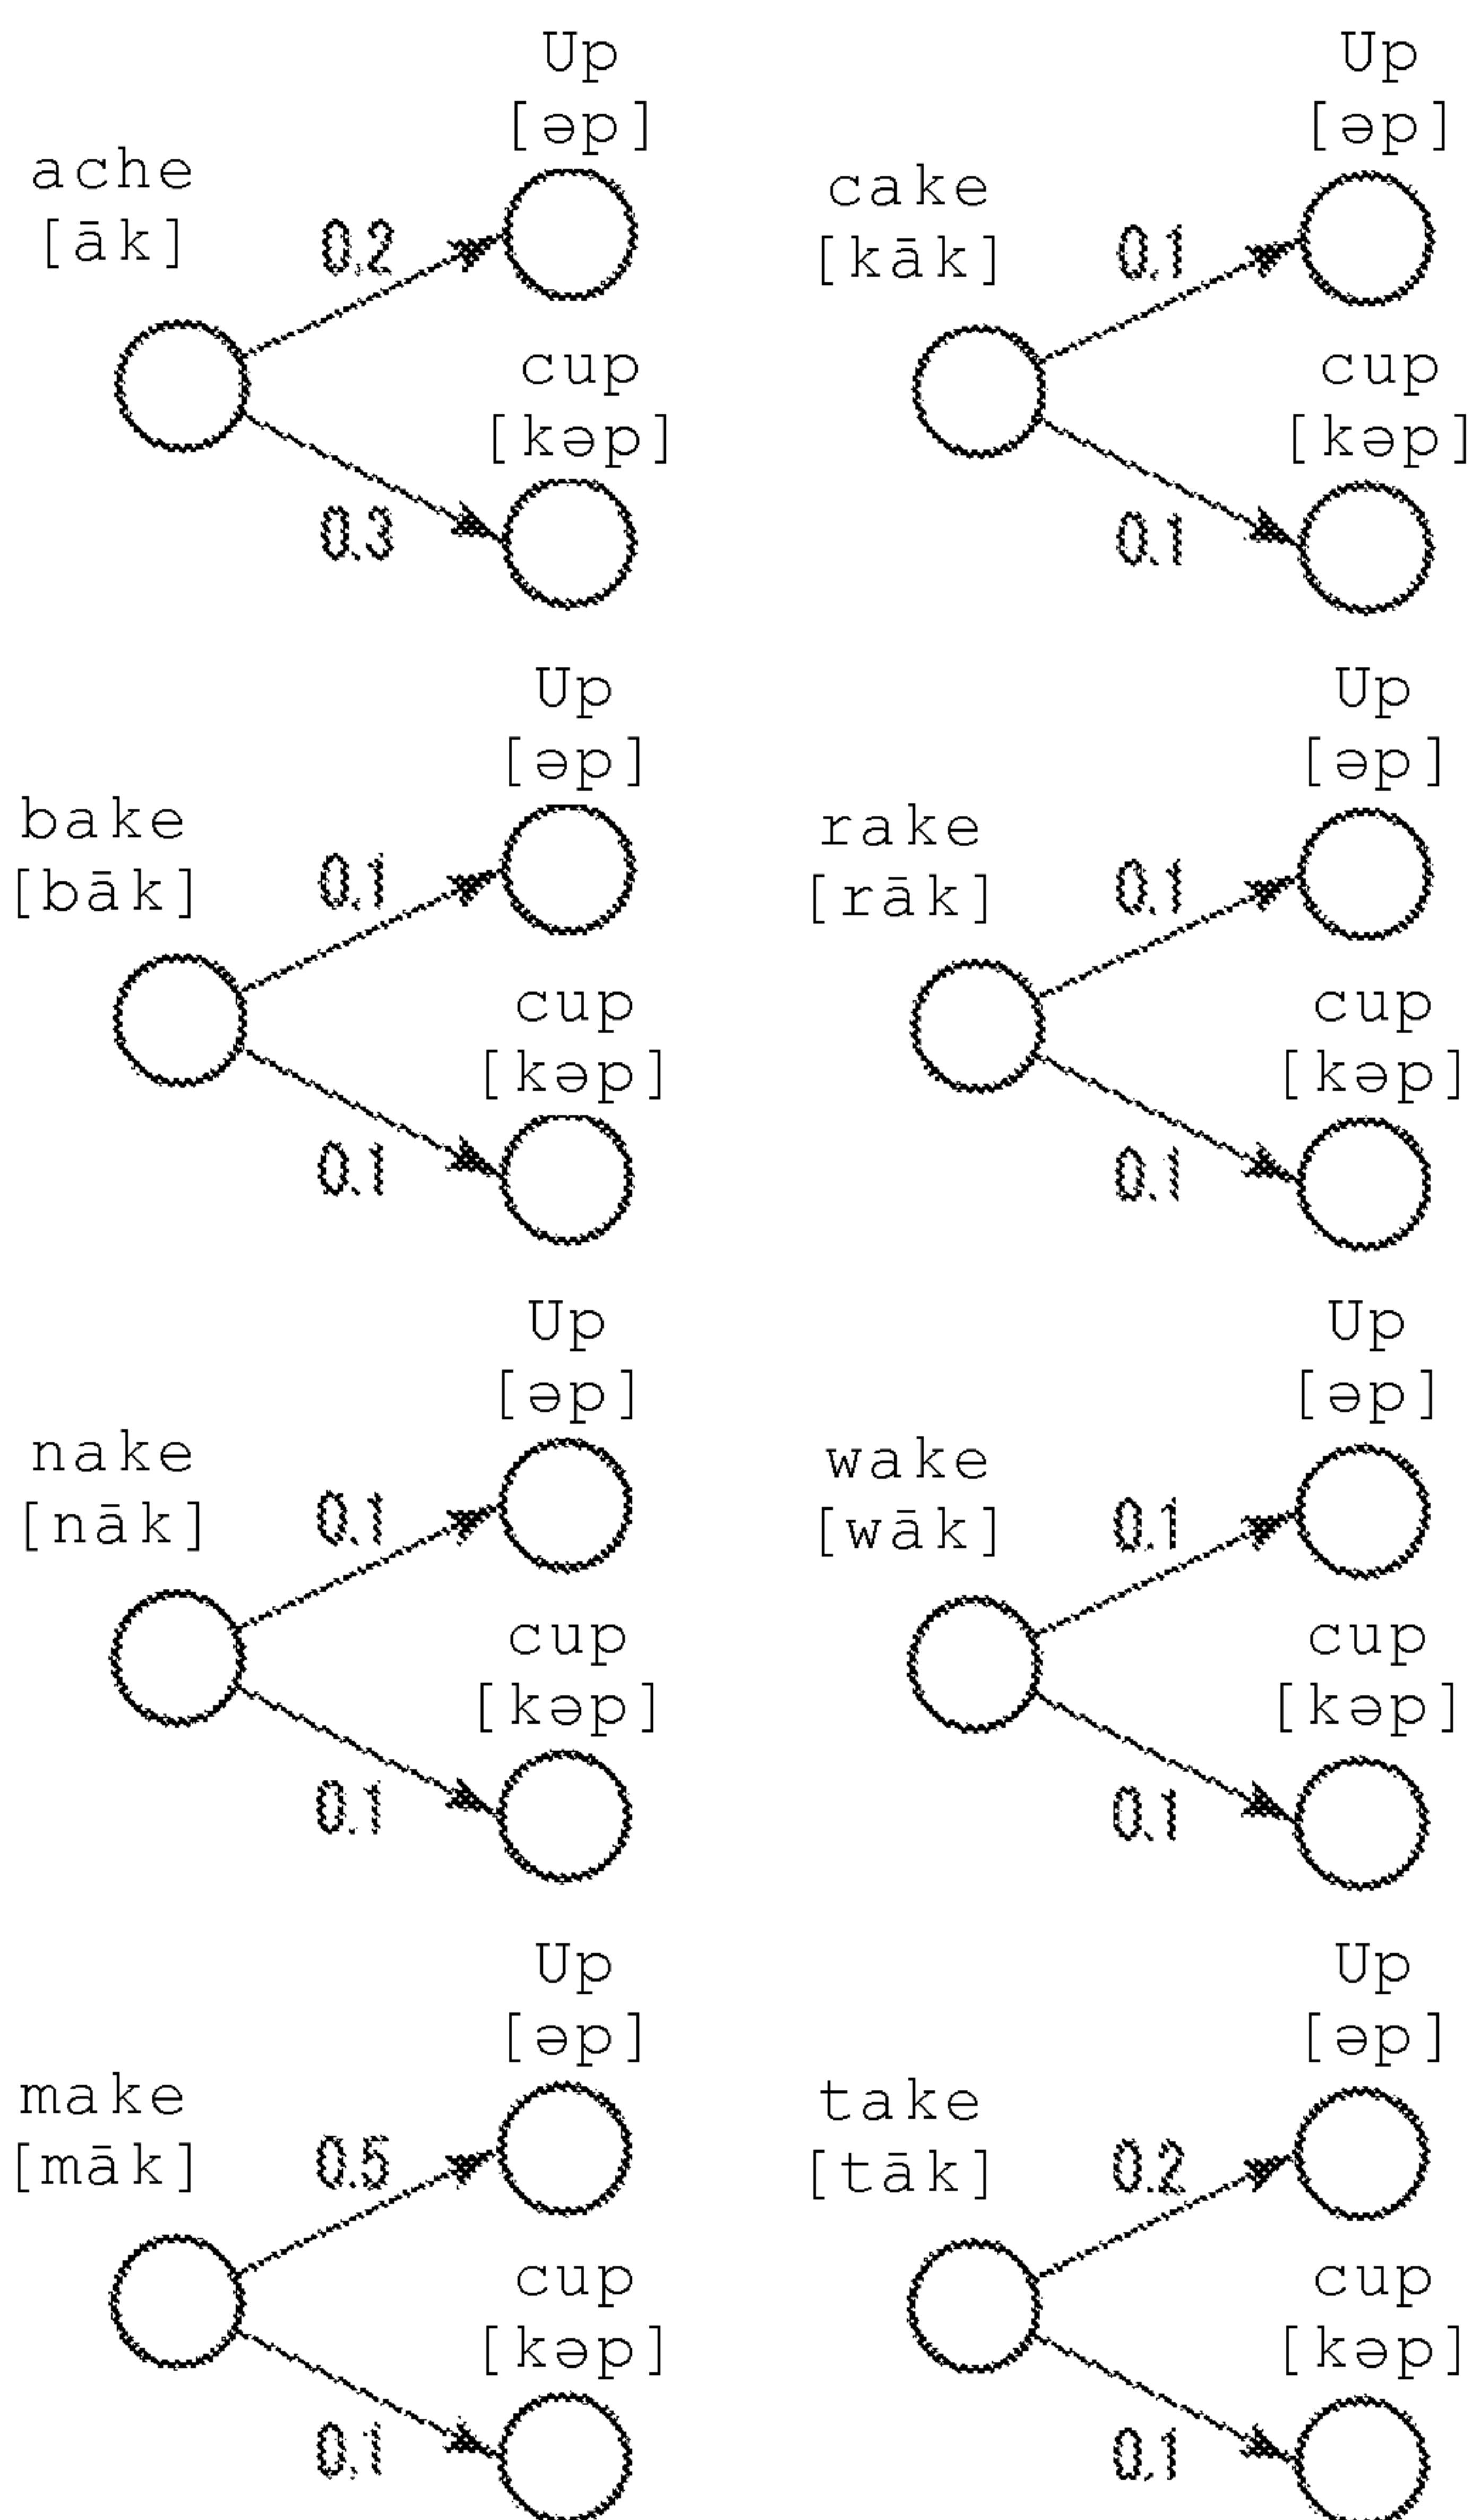 Up
[əp]
ache
[āk]
0.2
cup
[kəp]
0.3
Up
[əp]
cake
[kāk]
0.1
cup
[kəp]
0.1
Up
[əp]
bake
[bāk]
0.1
cup
[kəp]
0.1
Up
[əp]
rake
[rāk]
0.1
cup
[kəp]
0.1
Up
[əp]
nake
[nāk]
0.1
cup
[kəp]
0.1
Up
[əp]
wake
[wāk]
0.1
cup
[kəp]
0.1
Up
[əp]
make
[māk]
0.5
cup
[kəp]
0.1
Up
[əp]
take
[tāk]
0.2
cup
[kəp]
0.1